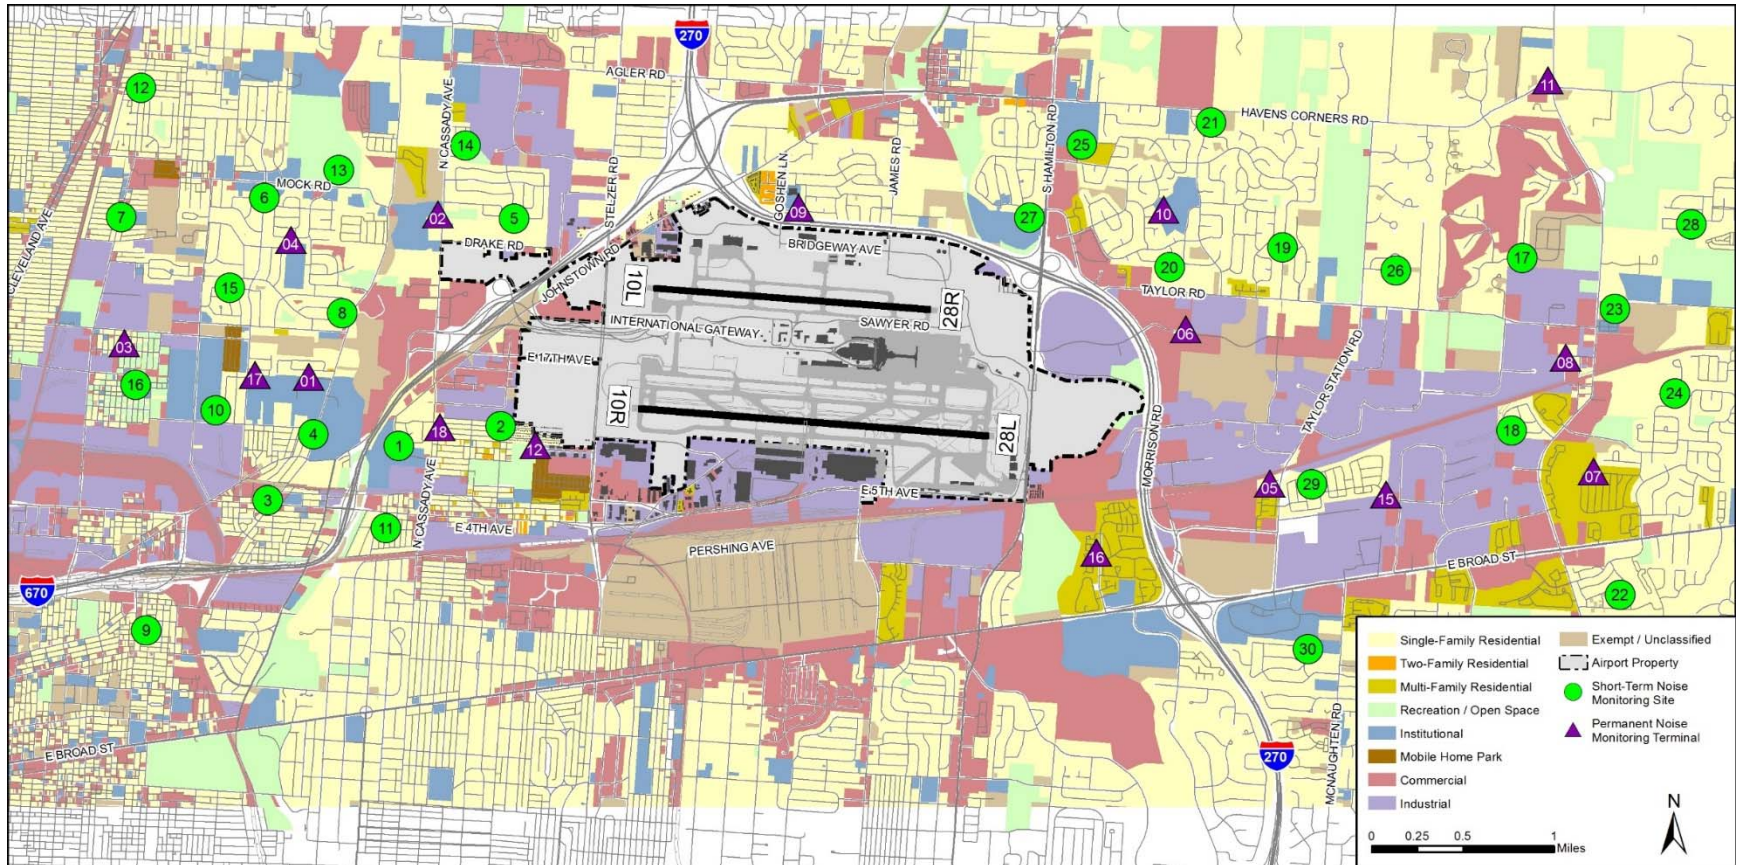 270
AGLER RD
11
12
N CASSADY AVE
HAVENS CORNERS RD
21
14
STELZER RD
GOSHEN LN
JAMES RD
S HAMILTON RD
25
13
MOCK RD
6
7
02
5
09
27
10
28
04
DRAKE RD
BRIDGEWAY AVE
19
17
CLEVELAND AVE
JOHNSTOWN RD
20
26
15
10L
28R
TAYLOR RD
8
INTERNATIONAL GATEWAY
SAWYER RD
23
03
06
E 17TH AVE
TAYLOR STATION RD
08
17
01
16
24
10
10R
28L
MORRISON RD
4
1
18
2
12
18
N CASSADY AVE
E 5TH AVE
05
29
07
15
3
11
E 4TH AVE
PERSHING AVE
16
E BROAD ST
670
22
9
30
E BROAD ST
MCNAUGHTEN RD
270
Single-Family Residential
Two-Family Residential
Multi-Family Residential
Recreation / Open Space
Institutional
Mobile Home Park
Commercial
Industrial
Exempt / Unclassified
Airport Property
Short-Term Noise
Monitoring Site
Permanent Noise
Monitoring Terminal
N
0 0.25 0.5 1
Miles